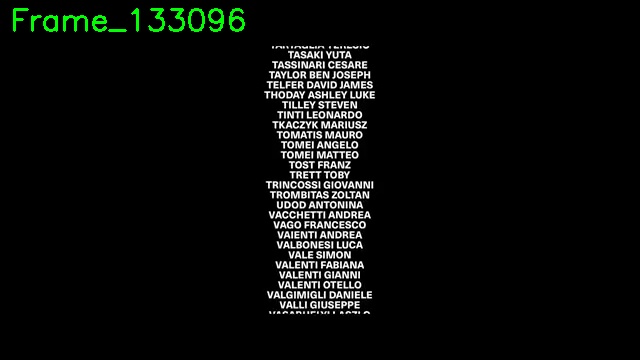 Frame_133096
TARTAGLIA TERESIO
TASAKI YUTA
TASSINARI CESARE
TAYLOR BEN JOSEPH
TELFER DAVID JAMES
THODAY ASHLEY LUKE
TILLEY STEVEN
TINTI LEONARDO
TKACZYK MARIUSZ
TOMATIS MAURO
TOMEI ANGELO
TOMEI MATTEO
TOST FRANZ
TRETT TOBY
TRINCOSSI GIOVANNI
TROMBITAS ZOLTAN
UDOD ANTONINA
VACCHETTI ANDREA
VAGO FRANCESCO
VAIENTI ANDREA
VALBONESI LUCA
VALE SIMON
VALENTI FABIANA
VALENTI GIANNI
VALENTI OTELLO
VALGIMIGLI DANIELE
VALLI GIUSEPPE